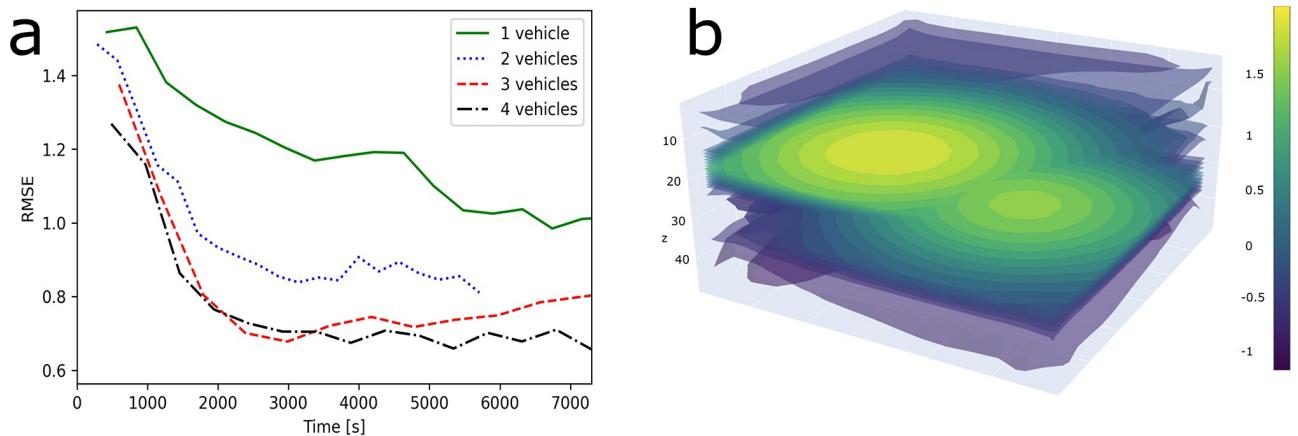 a
1 vehicle
2 vehicles
3 vehicles
4 vehicles
RMSE
1.4
1.2
1.0
0.8
0.6
0 1000 2000 3000 4000 5000 6000 7000
Time [s]
b
10
20
30
z
40
1.5
1
0.5
0
-0.5
-1